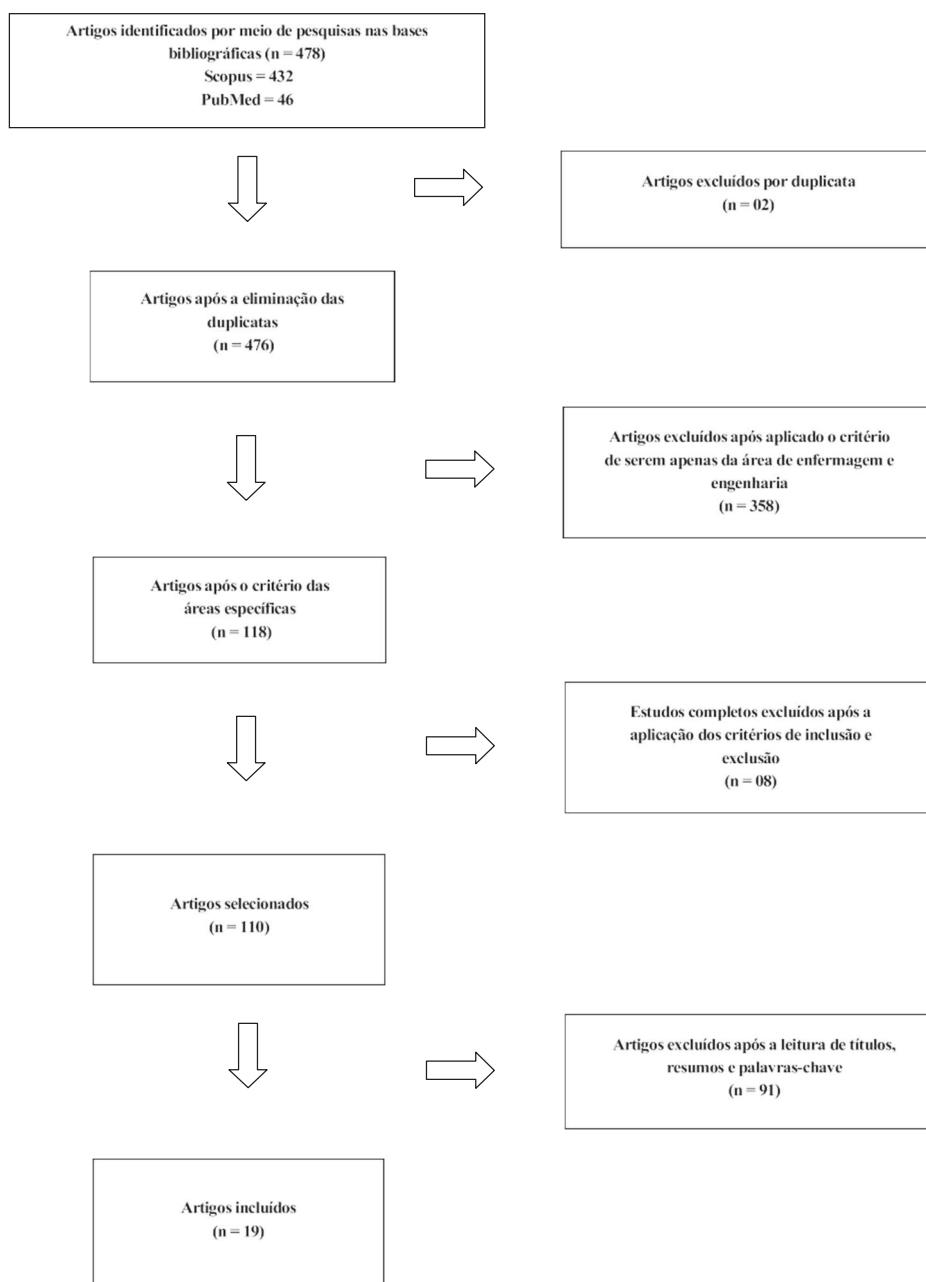 Artigos identificados por meio de pesquisas nas bases
bibliográficas (n = 478)
Scopus = 432
PubMed = 46
Artigos excluídos por duplicata
(n = 02)
Artigos após a eliminação das
duplicatas
(n = 476)
Artigos excluídos após aplicado o critério
de serem apenas da área de enfermagem e
engenharia
(n = 358)
Artigos após o critério das
áreas específicas
(n = 118)
Estudos completos excluídos após a
aplicação dos critérios de inclusão e
exclusão
(n = 08)
Artigos selecionados
(n = 110)
Artigos excluídos após a leitura de títulos,
resumos e palavras-chave
(n = 91)
Artigos incluídos
(n = 19)